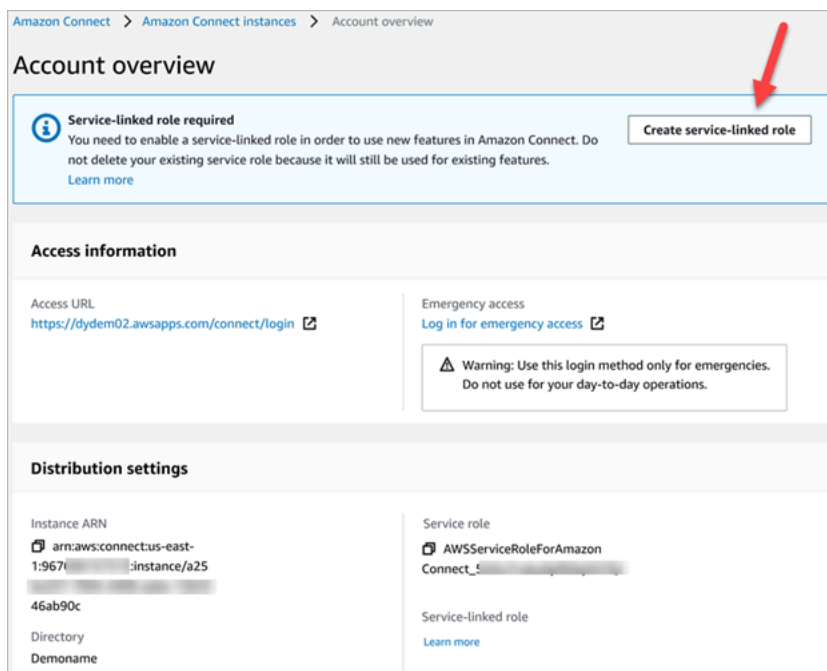 Amazon Connect > Amazon Connect instances > Account overview
Account overview
Service-linked role required
You need to enable a service-linked role in order to use new features in Amazon Connect. Do
not delete your existing service role because it will still be used for existing features.
Learn more
Create service-linked role
Access information
Access URL
https://dydem02.awsapps.com/connect/login
Emergency access
Log in for emergency access
Warning: Use this login method only for emergencies.
Do not use for your day-to-day operations.
Distribution settings
Instance ARN
arn:aws:connect:us-east-
1:967 :instance/a25
46ab90c
Directory
Demoname
Service role
AWSServiceRoleForAmazon
Connect_
Service-linked role
Learn more